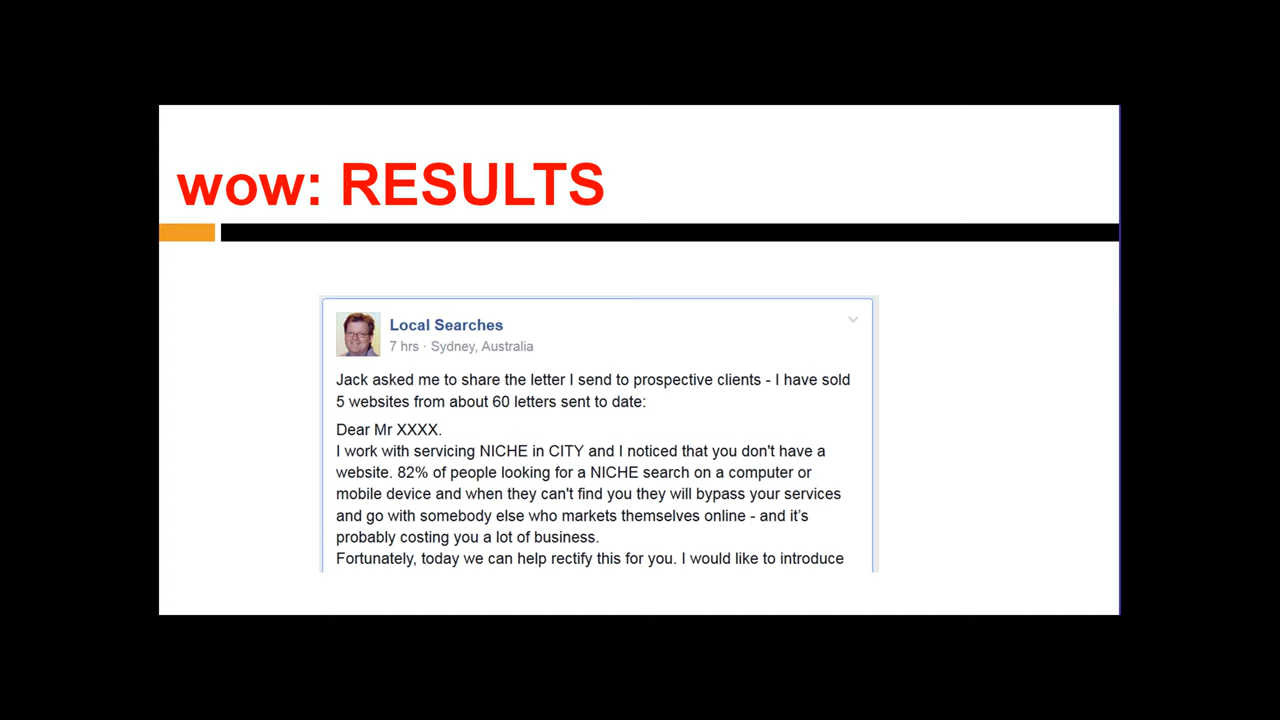 wow: RESULTS
Local Searches
7 hrs · Sydney, Australia
Jack asked me to share the letter I send to prospective clients - I have sold
5 websites from about 60 letters sent to date:
Dear Mr XXXX.
I work with servicing NICHE in CITY and I noticed that you don't have a
website. 82% of people looking for a NICHE search on a computer or
mobile device and when they can't find you they will bypass your services
and go with somebody else who markets themselves online - and it’s
probably costing you a lot of business.
Fortunately, today we can help rectify this for you. I would like to introduce